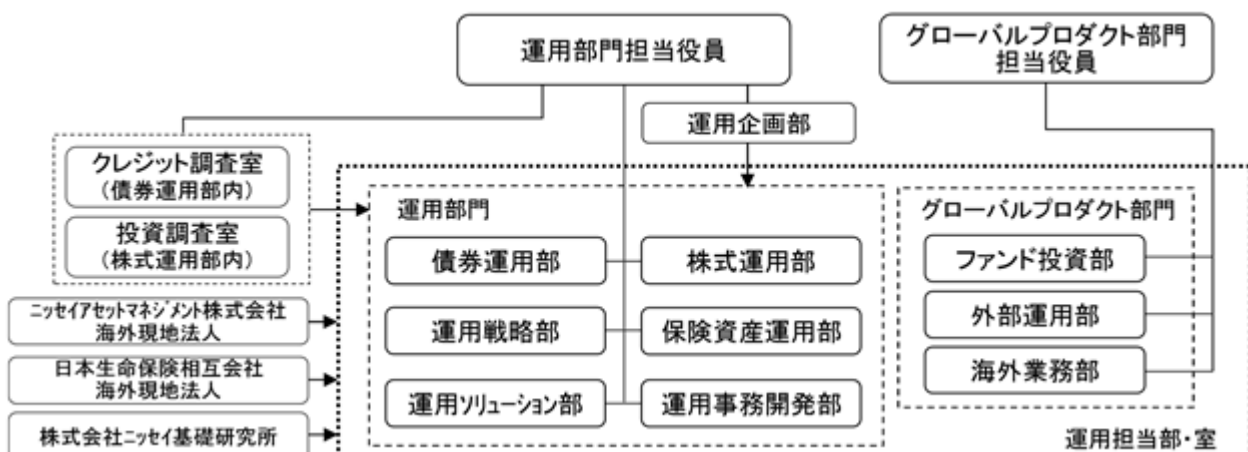 運用部門担当役員
グローバルプロダクト部門
担当役員
運用企画部
クレジット調査室
（債券運用部内）
投資調査室
（株式運用部内）
ニッセイアセットマネジメント株式会社
海外現地法人
日本生命保険相互会社
海外現地法人
株式会社ニッセイ基礎研究所
運用部門
債券運用部
株式運用部
運用戦略部
保険資産運用部
運用ソリューション部
運用事務開発部
グローバルプロダクト部門
ファンド投資部
外部運用部
海外業務部
運用担当部・室